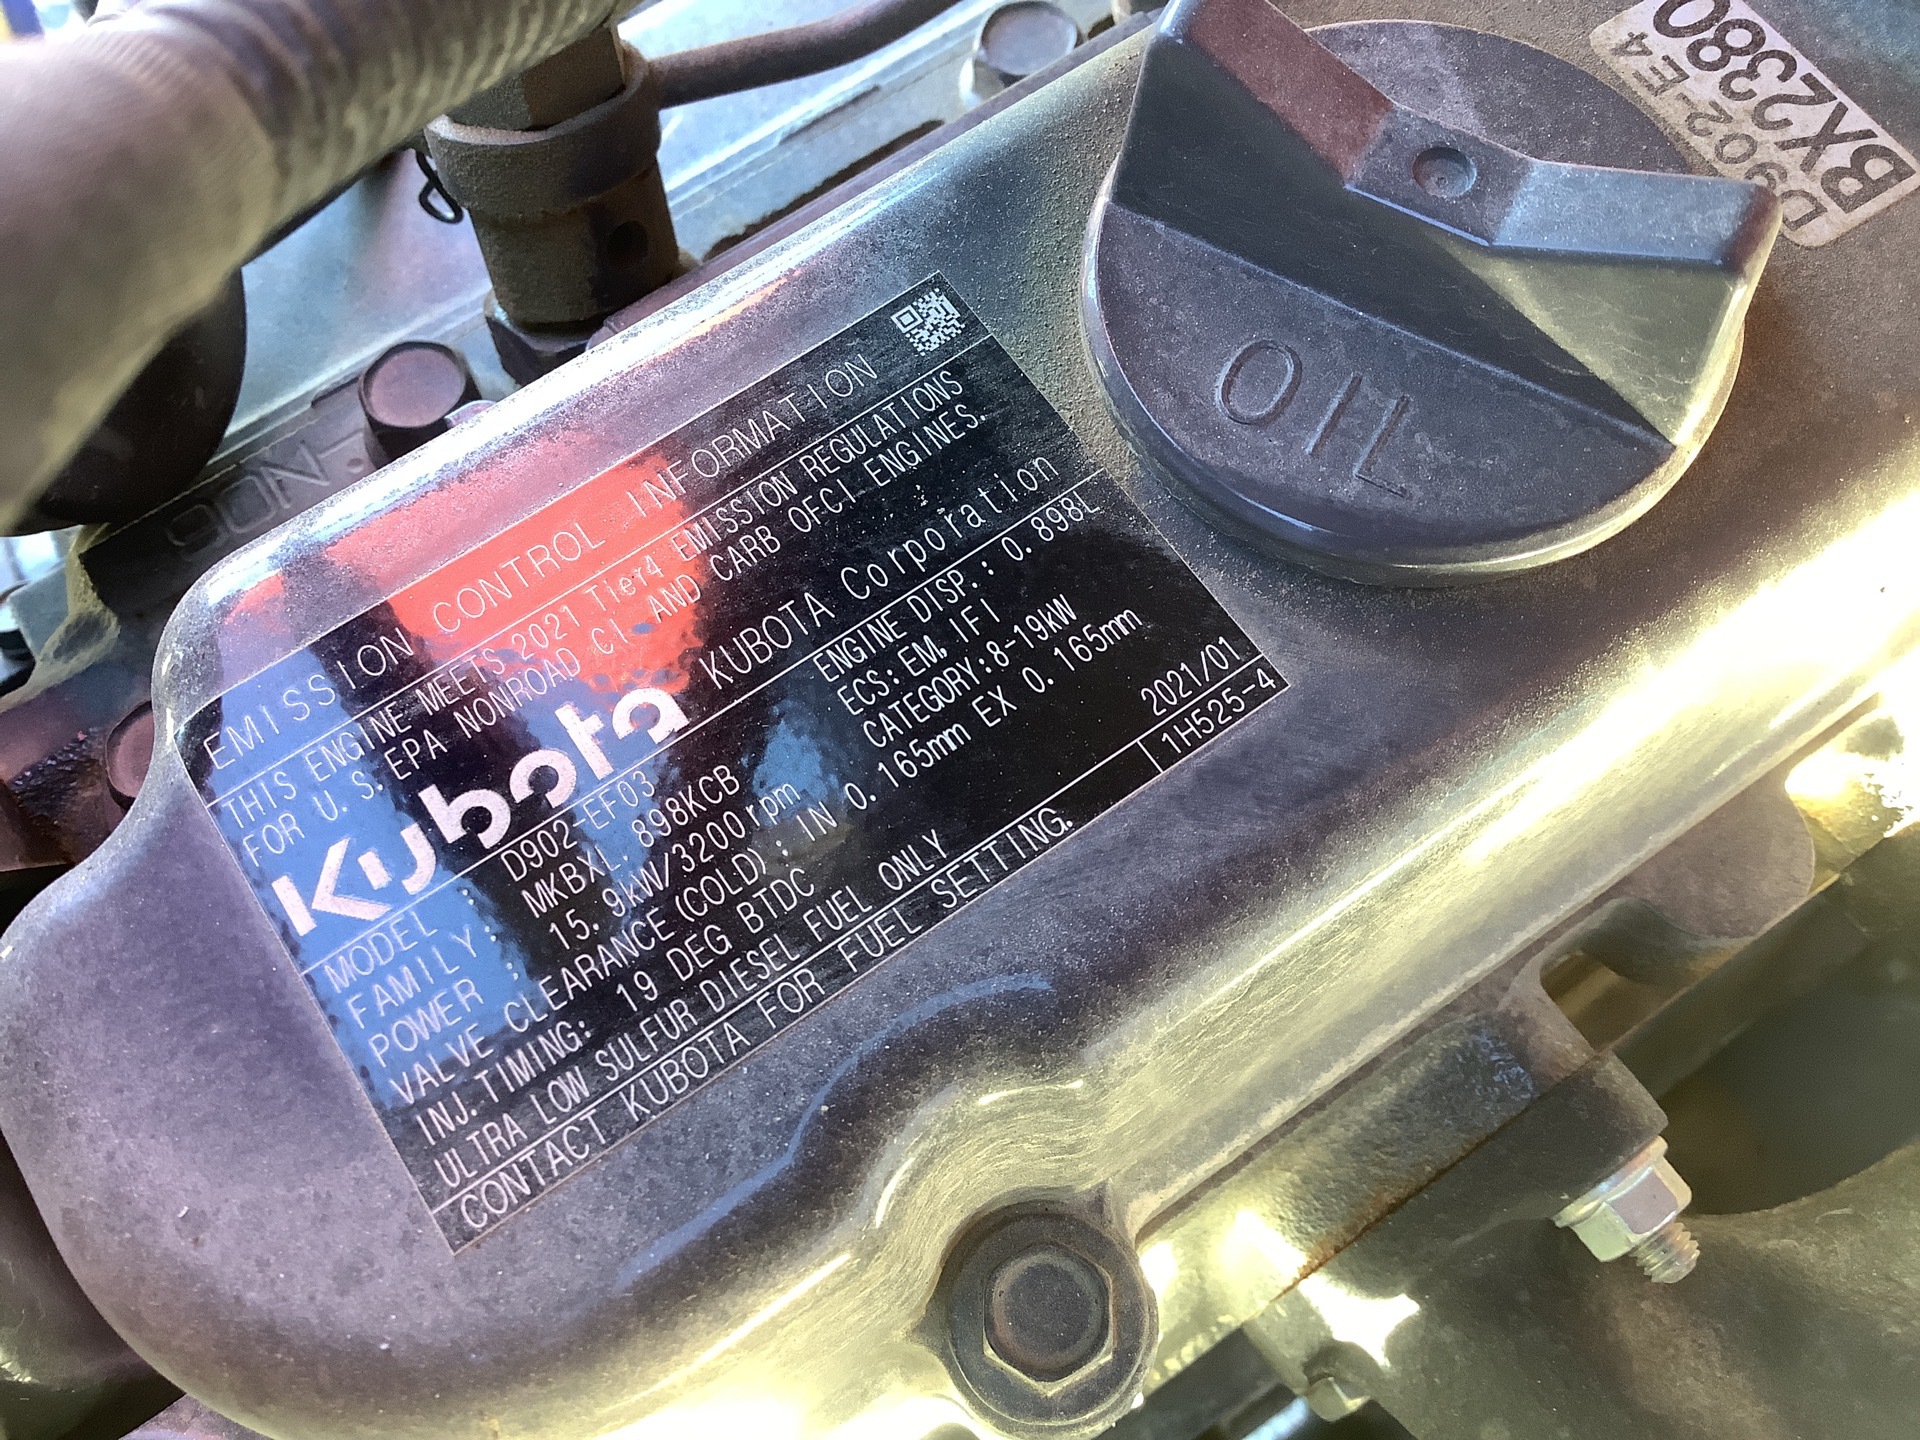 EMISSION CONTROL INFORMATION
THIS ENGINE MEETS 2021 Tier4 EMISSION REGULATIONS
FOR U.S. EPA NONROAD CI AND CARB OFCI ENGINES.
Kubota KUBOTA Corporation
MODEL : D902-EF03 ENGINE DISP.: 0.898L
FAMILY: MKBXL.898KCB ECS: EM, IFI
POWER : 15.9kW/3200rpm CATEGORY:8-19kW
VALVE CLEARANCE (COLD) : IN 0.165mm EX 0.165mm
INJ. TIMING: 19 DEG BTDC
ULTRA LOW SULFUR DIESEL FUEL ONLY 2021/01
CONTACT KUBOTA FOR FUEL SETTING. 1H525-4
OIL
D902-E4
BX2380